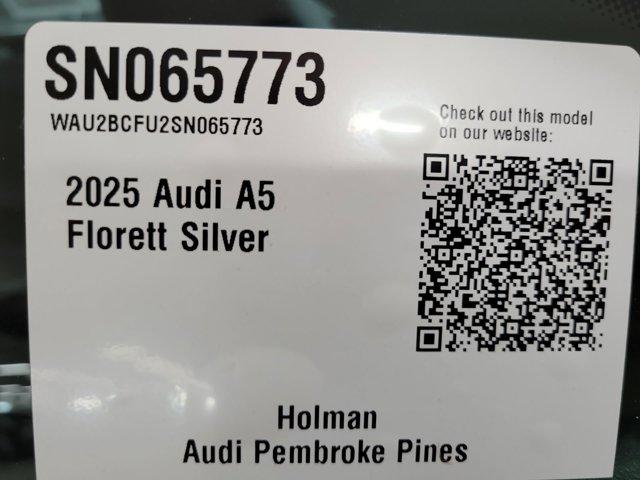 SN065773
WAU2BCFU2SN065773
Check out this model
on our website:
2025 Audi A5
Florett Silver
Holman
Audi Pembroke Pines